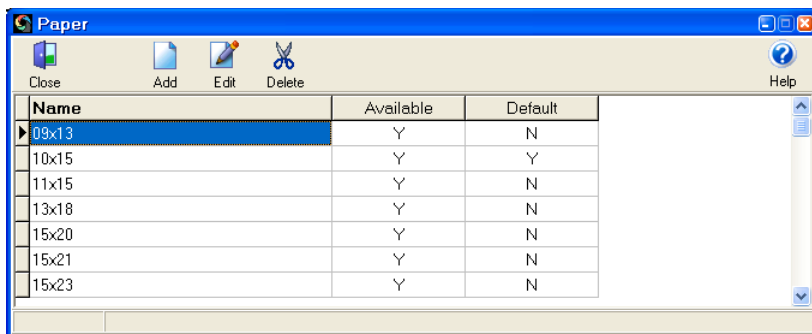 Paper
Close Add Edit Delete Help
Name Available Default
09x13 Y N
10x15 Y Y
11x15 Y N
13x18 Y N
15x20 Y N
15x21 Y N
15x23 Y N